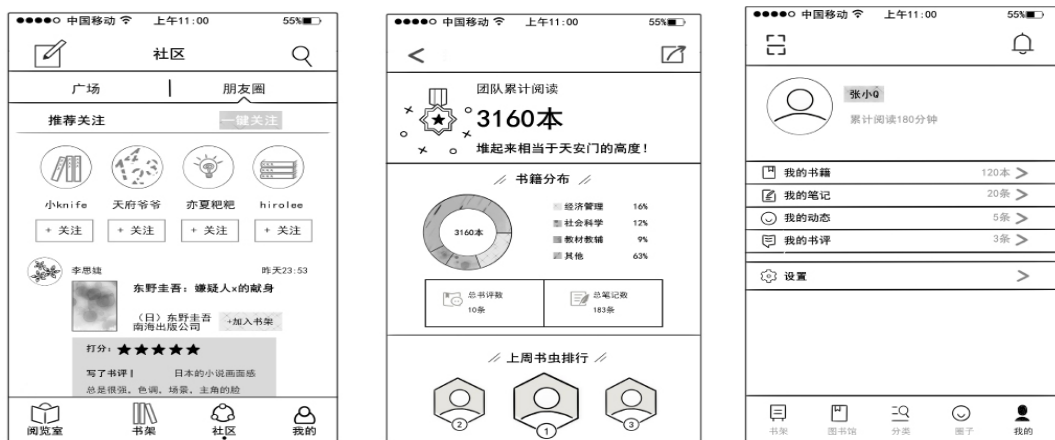 中国移动 上午11:00 55%
社区
广场 朋友圈
推荐关注 一键关注
小knife 天府爷爷 亦夏粑粑 hirolee
+ 关注 + 关注 + 关注 + 关注
李思婕 昨天23:53
东野圭吾：嫌疑人x的献身
（日）东野圭吾
南海出版公司 +加入书架
打分：★★★★★
写了书评| 日本的小说画面感
总是很强，色调，场景，主角的脸
阅览室 书架 社区 我的
中国移动 上午11:00 55%
团队累计阅读
3160本
堆起来相当于天安门的高度！
// 书籍分布 //
3160本
经济管理 16%
社会科学 12%
教材教辅 9%
其他 63%
总书评数 总笔记数
10条 183条
// 上周书虫排行 //
2 1 3
中国移动 上午11:00 55%
张小Q
累计阅读180分钟
我的书籍 120本 >
我的笔记 20条 >
我的动态 5条 >
我的书评 3条 >
设置 >
书架 图书馆 分类 圈子 我的